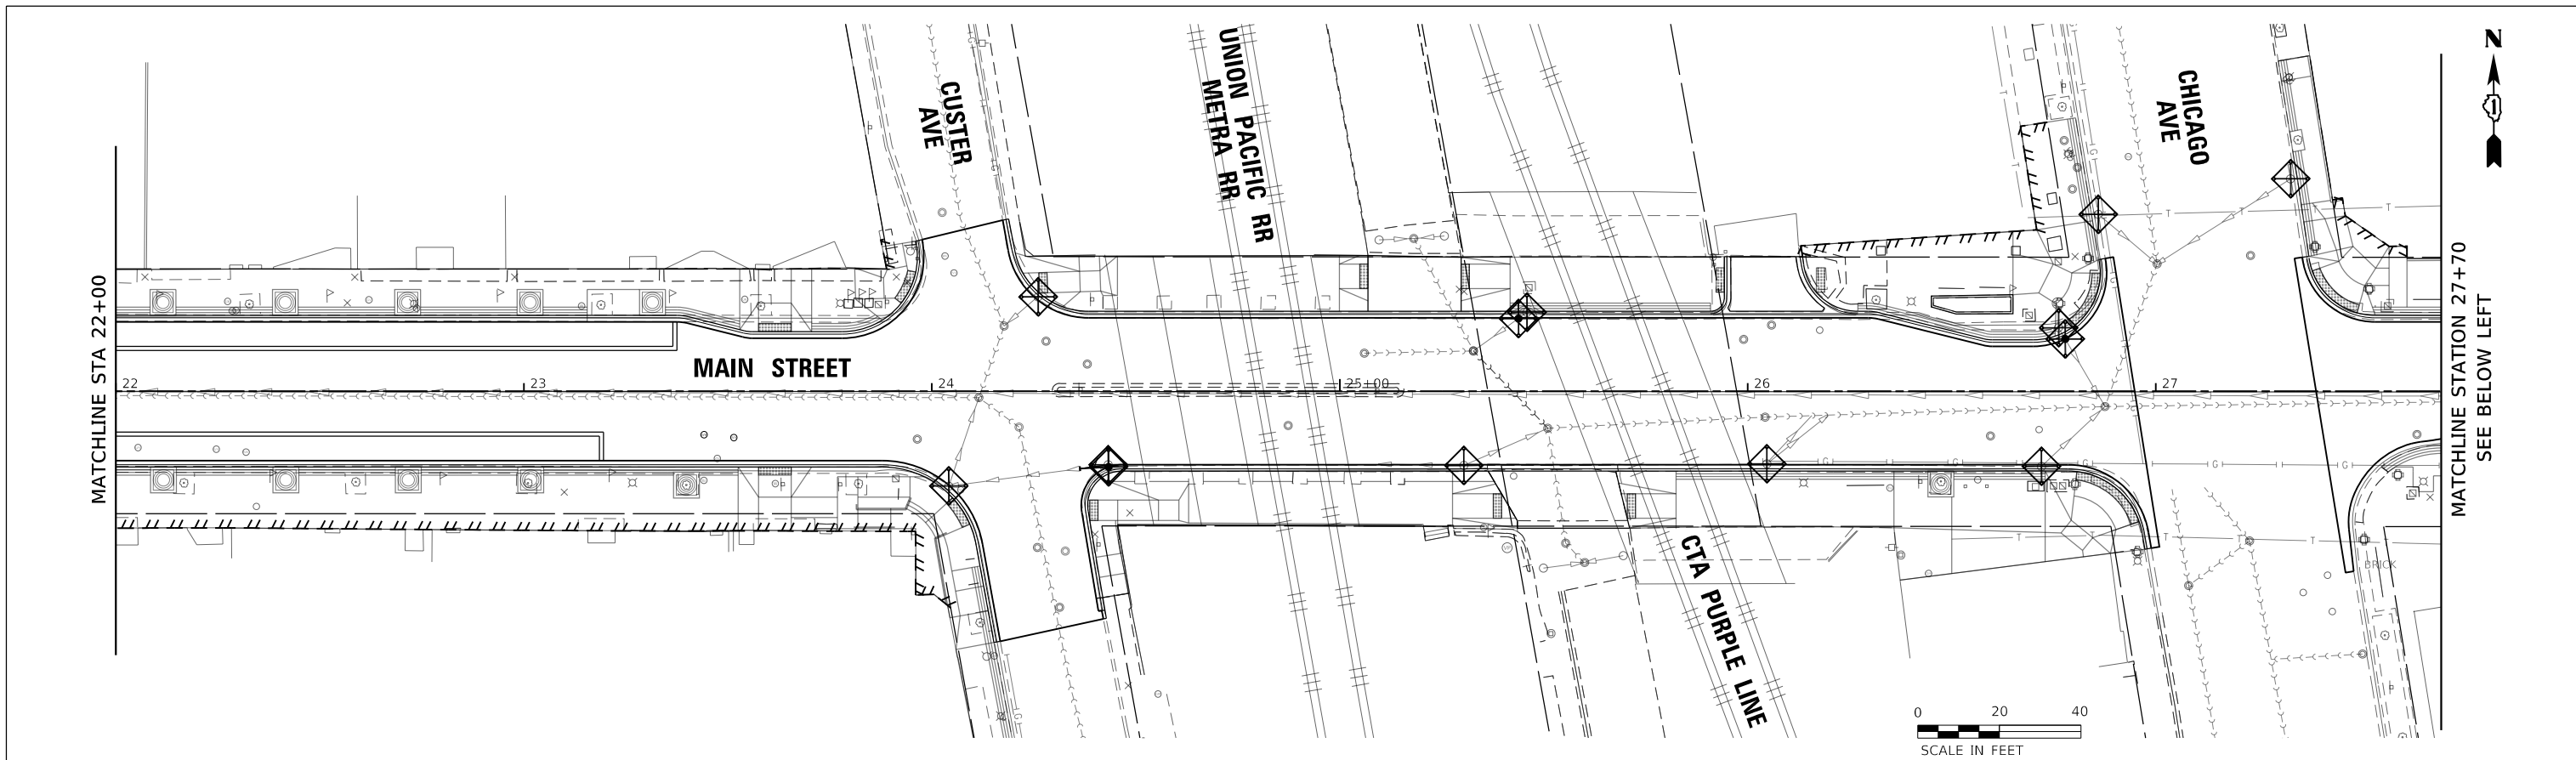 N
1
CUSTER
AVE
UNION PACIFIC RR
METRA RR
CHICAGO
AVE
MATCHLINE STA 22+00
MAIN STREET
22
23
24
25+00
26
27
T
T
T
T
G
G
G
G
T
T
T
BRICK
CTA PURPLE LINE
MATCHLINE STATION 27+70
SEE BELOW LEFT
0 20 40
SCALE IN FEET